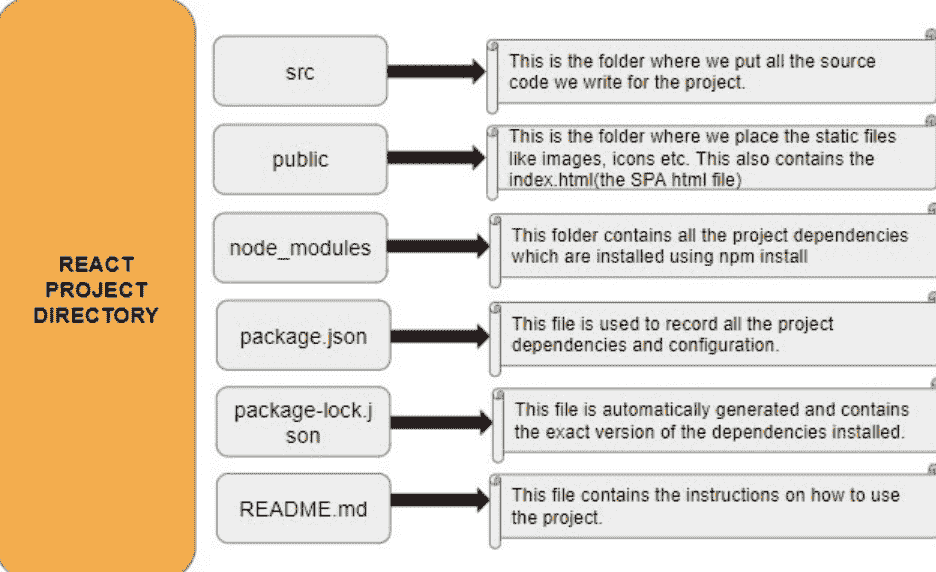 REACT
PROJECT
DIRECTORY
src
This is the folder where we put all the source
code we write for the project.
public
This is the folder where we place the static files
like images, icons etc. This also contains the
index.html(the SPA html file)
node_modules
This folder contains all the project dependencies
which are installed using npm install
package.json
This file is used to record all the project
dependencies and configuration.
package-lock.j
son
This file is automatically generated and contains
the exact version of the dependencies installed.
README.md
This file contains the instructions on how to use
the project.